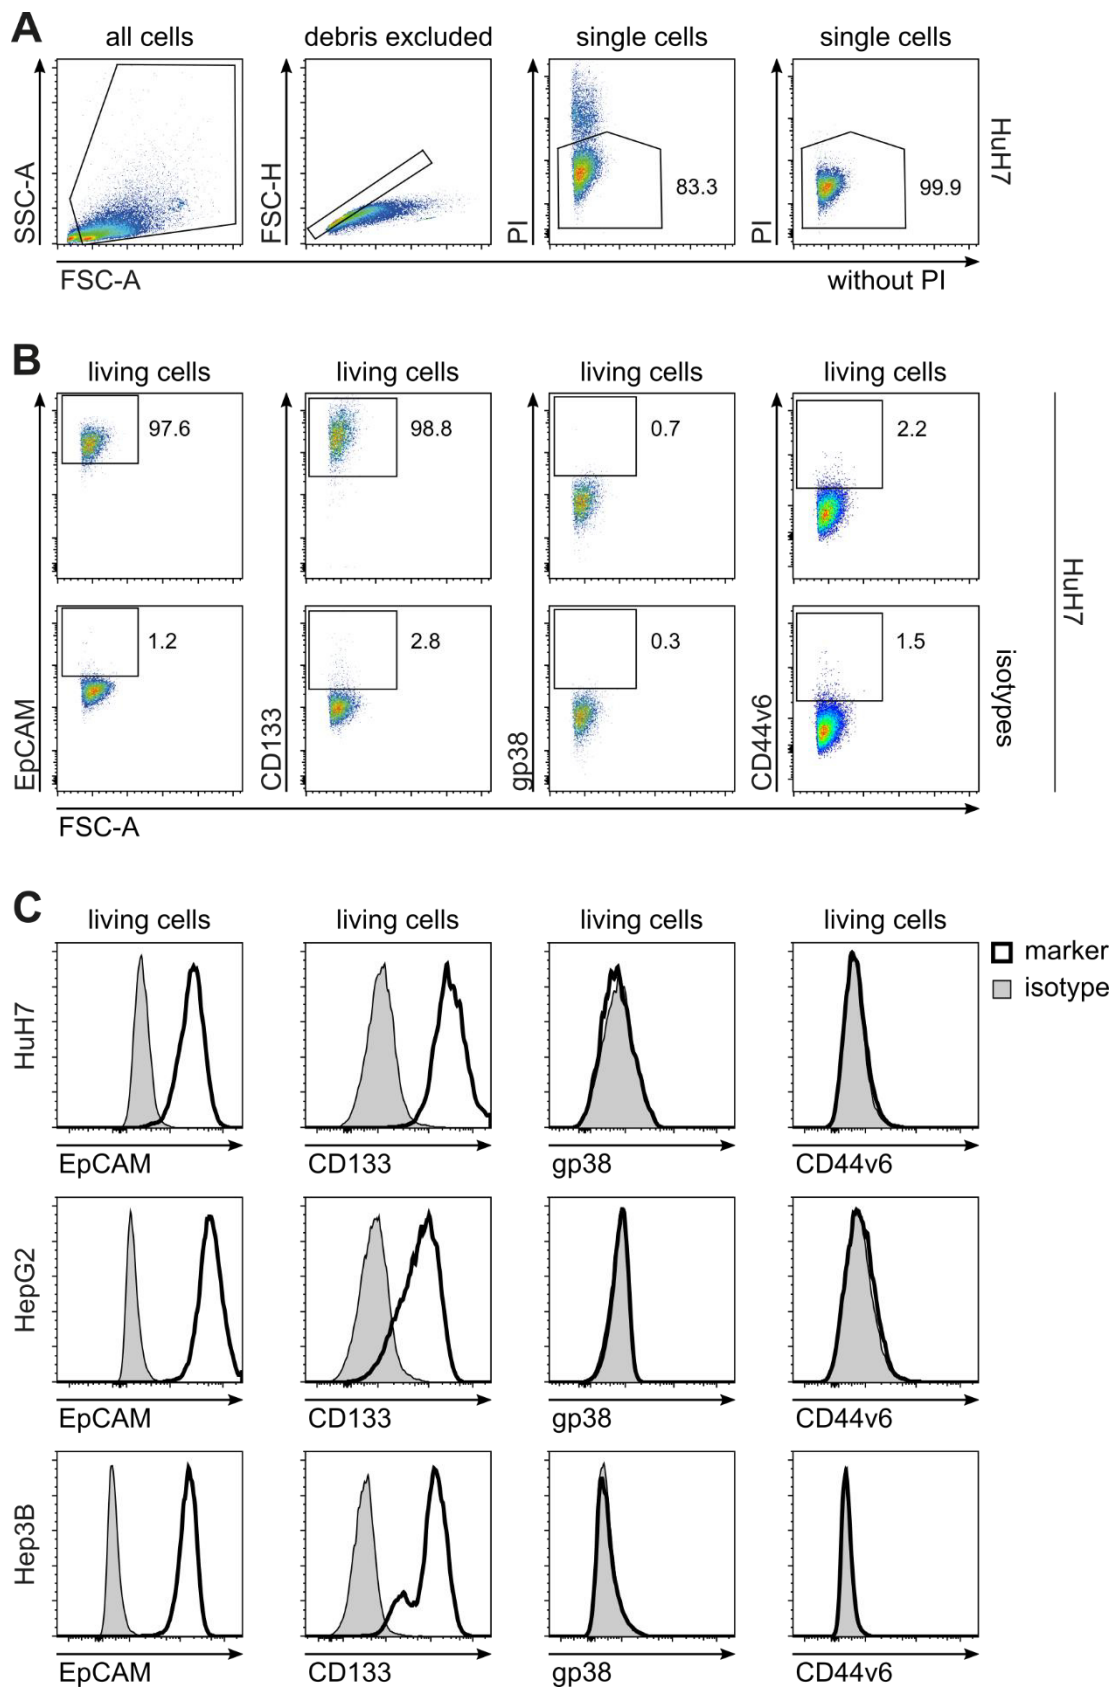 A
all cells
debris excluded
single cells
single cells
SSC-A
FSC-H
PI
83.3
PI
99.9
HuH7
FSC-A
without PI
B
living cells
living cells
living cells
living cells
97.6
98.8
0.7
2.2
HuH7
1.2
2.8
0.3
1.5
isotypes
EpCAM
CD133
gp38
CD44v6
FSC-A
C
living cells
living cells
living cells
living cells
marker
isotype
HuH7
EpCAM
CD133
gp38
CD44v6
HepG2
EpCAM
CD133
gp38
CD44v6
Hep3B
EpCAM
CD133
gp38
CD44v6